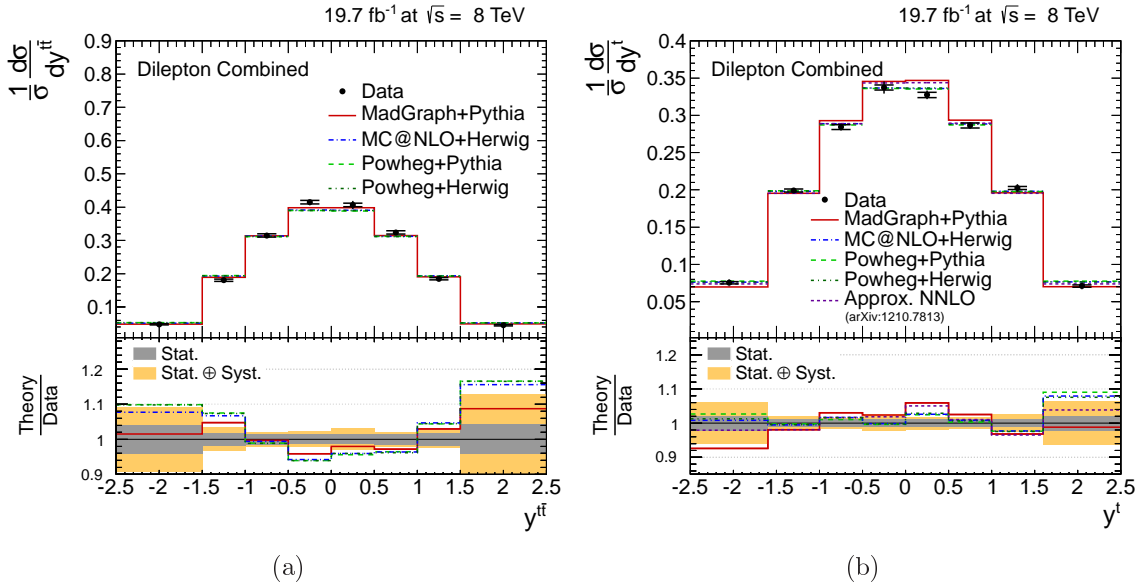 19.7 fb⁻¹ at √s = 8 TeV
1/σ dσ/dy^{tt̄}
0.9
0.8
0.7
0.6
0.5
0.4
0.3
0.2
0.1
Dilepton Combined
Data
MadGraph+Pythia
MC@NLO+Herwig
Powheg+Pythia
Powheg+Herwig
Theory/Data
1.2
1.1
1
0.9
Stat.
Stat. ⊕ Syst.
-2.5 -2 -1.5 -1 -0.5 0 0.5 1 1.5 2 2.5
y^{tt̄}
(a)
19.7 fb⁻¹ at √s = 8 TeV
1/σ dσ/dy^t
0.4
0.35
0.3
0.25
0.2
0.15
0.1
0.05
Dilepton Combined
Data
MadGraph+Pythia
MC@NLO+Herwig
Powheg+Pythia
Powheg+Herwig
Approx. NNLO
(arXiv:1210.7813)
Theory/Data
1.2
1.1
1
0.9
Stat.
Stat. ⊕ Syst.
-2.5 -2 -1.5 -1 -0.5 0 0.5 1 1.5 2 2.5
y^t
(b)